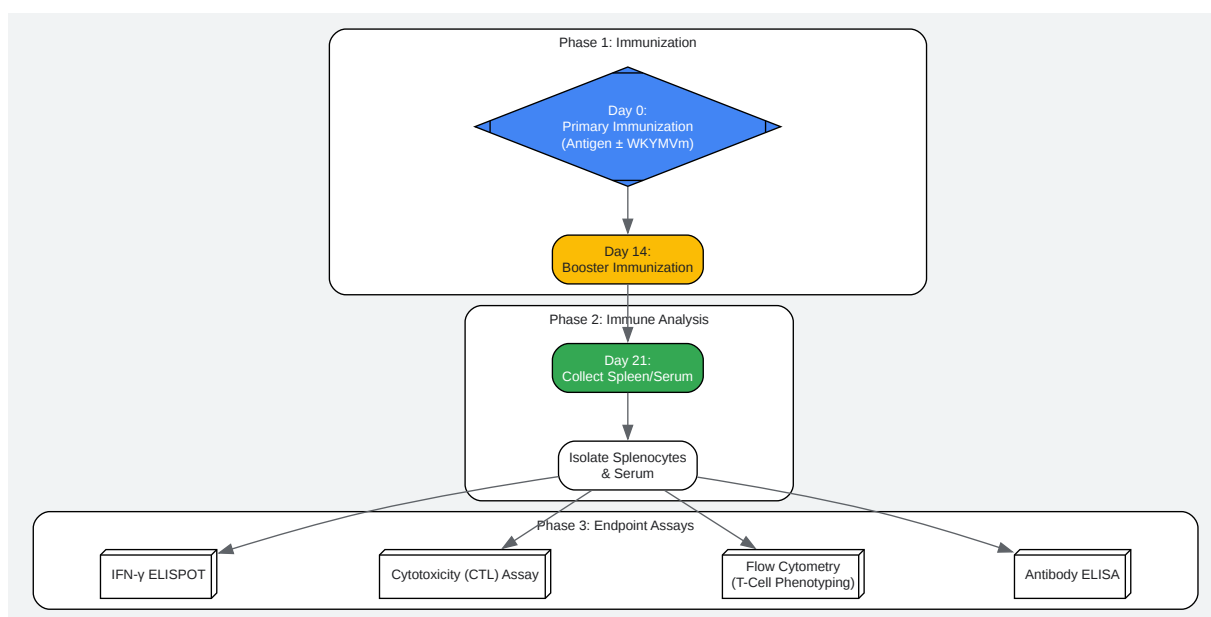 Phase 1: Immunization
Day 0:
Primary Immunization
(Antigen ± WKYMVm)
Day 14:
Booster Immunization
Phase 2: Immune Analysis
Day 21:
Collect Spleen/Serum
Isolate Splenocytes
& Serum
Phase 3: Endpoint Assays
IFN-γ ELISPOT
Cytotoxicity (CTL) Assay
Flow Cytometry
(T-Cell Phenotyping)
Antibody ELISA